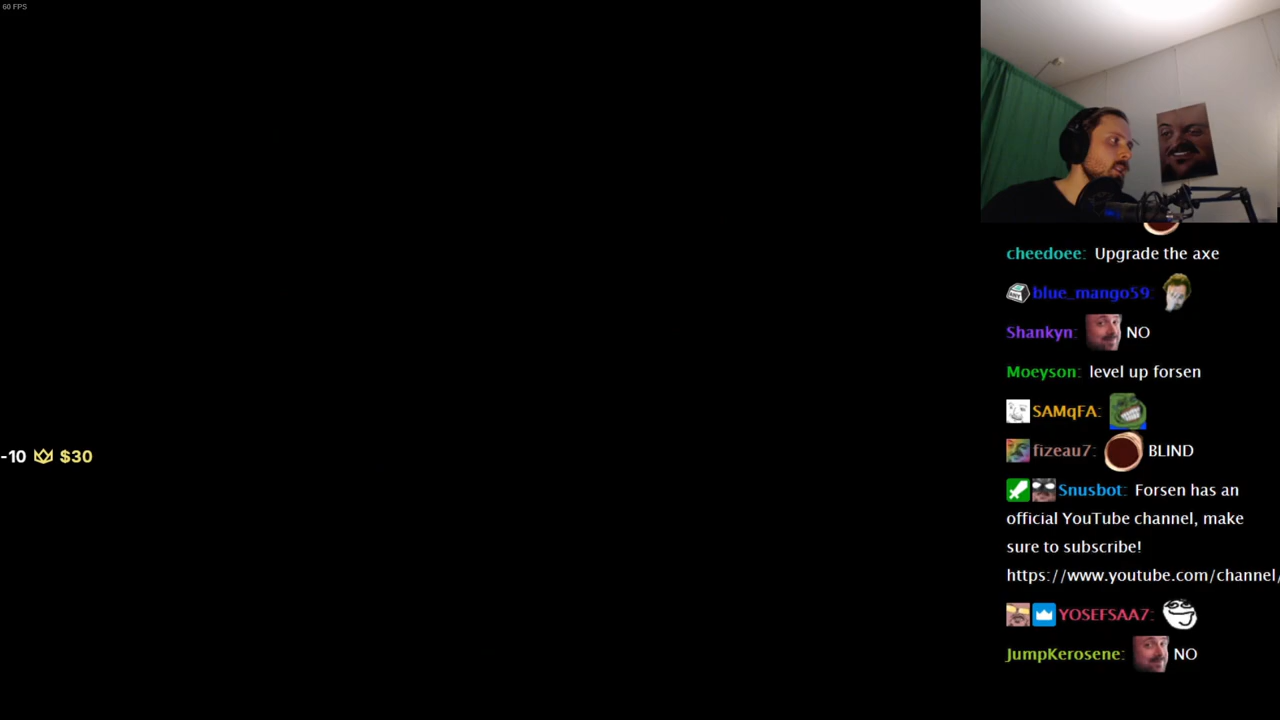 60 FPS
-10 $30
cheedoee: Upgrade the axe
blue_mango59:
Shankyn: NO
Moeyson: level up forsen
SAMqFA:
fizeau7: BLIND
Snusbot: Forsen has an
official YouTube channel, make
sure to subscribe!
https://www.youtube.com/channel/
YOSEFSAA7:
JumpKerosene: NO